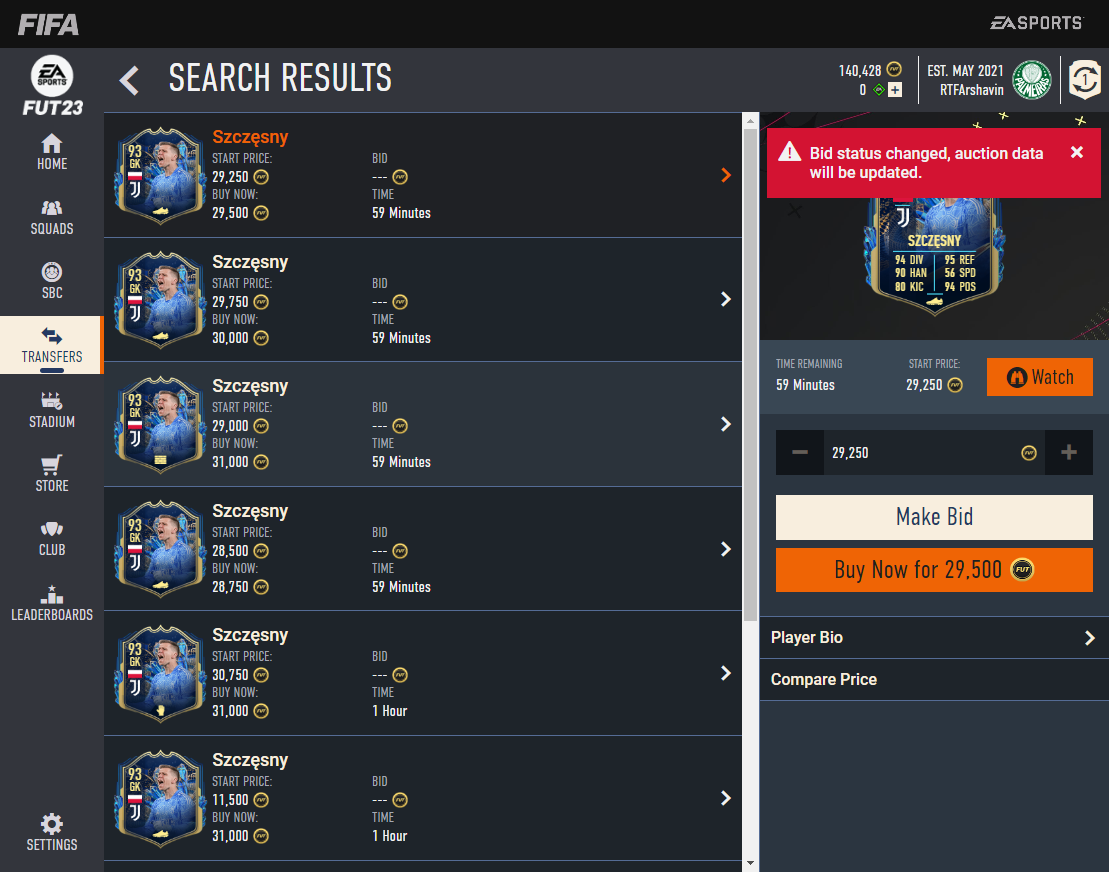 FIFA
EA SPORTS
EA SPORTS
FUT23
HOME
SQUADS
SBC
TRANSFERS
STADIUM
STORE
CLUB
LEADERBOARDS
SETTINGS
SEARCH RESULTS
140,428
0
EST. MAY 2021
RTFArshavin
PALMEIRAS
1
93
GK
Szczęsny
START PRICE:
29,250
BUY NOW:
29,500
BID
---
TIME
59 Minutes
93
GK
Szczęsny
START PRICE:
29,750
BUY NOW:
30,000
BID
---
TIME
59 Minutes
93
GK
Szczęsny
START PRICE:
29,000
BUY NOW:
31,000
BID
---
TIME
59 Minutes
93
GK
Szczęsny
START PRICE:
28,500
BUY NOW:
28,750
BID
---
TIME
59 Minutes
93
GK
Szczęsny
START PRICE:
30,750
BUY NOW:
31,000
BID
---
TIME
1 Hour
93
GK
Szczęsny
START PRICE:
11,500
BUY NOW:
31,000
BID
---
TIME
1 Hour
Bid status changed, auction data
will be updated.
SZCZĘSNY
94 DIV 95 REF
90 HAN 56 SPD
80 KIC 94 POS
TIME REMAINING
59 Minutes
START PRICE:
29,250
Watch
29,250
Make Bid
Buy Now for 29,500 FUT
Player Bio
Compare Price